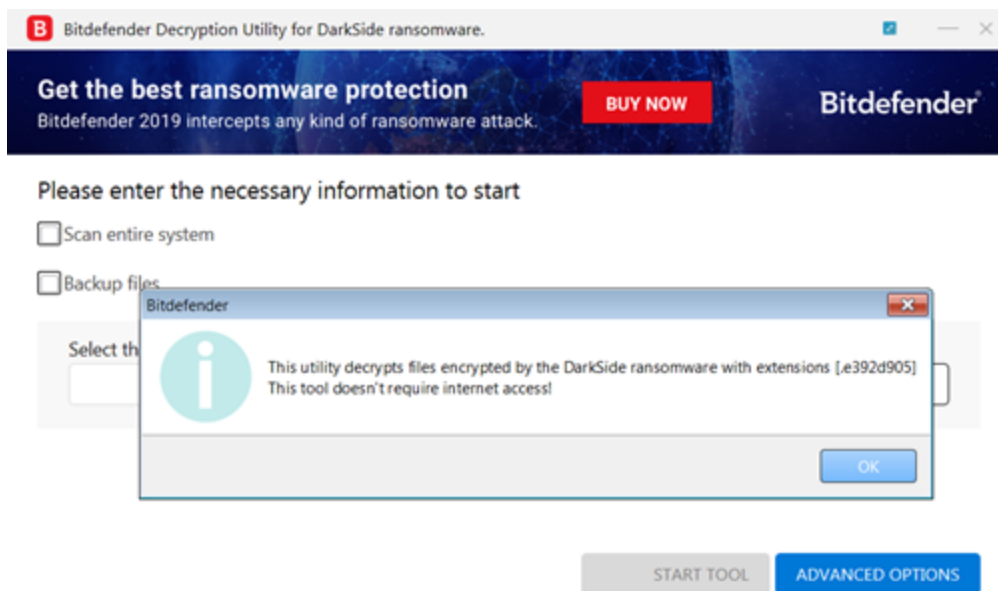 B Bitdefender Decryption Utility for DarkSide ransomware.
Get the best ransomware protection
Bitdefender 2019 intercepts any kind of ransomware attack.
BUY NOW
Bitdefender®
Please enter the necessary information to start
Scan entire system
Backup files
Bitdefender
Select th
i
This utility decrypts files encrypted by the DarkSide ransomware with extensions [.e392d905]
This tool doesn't require internet access!
OK
START TOOL
ADVANCED OPTIONS